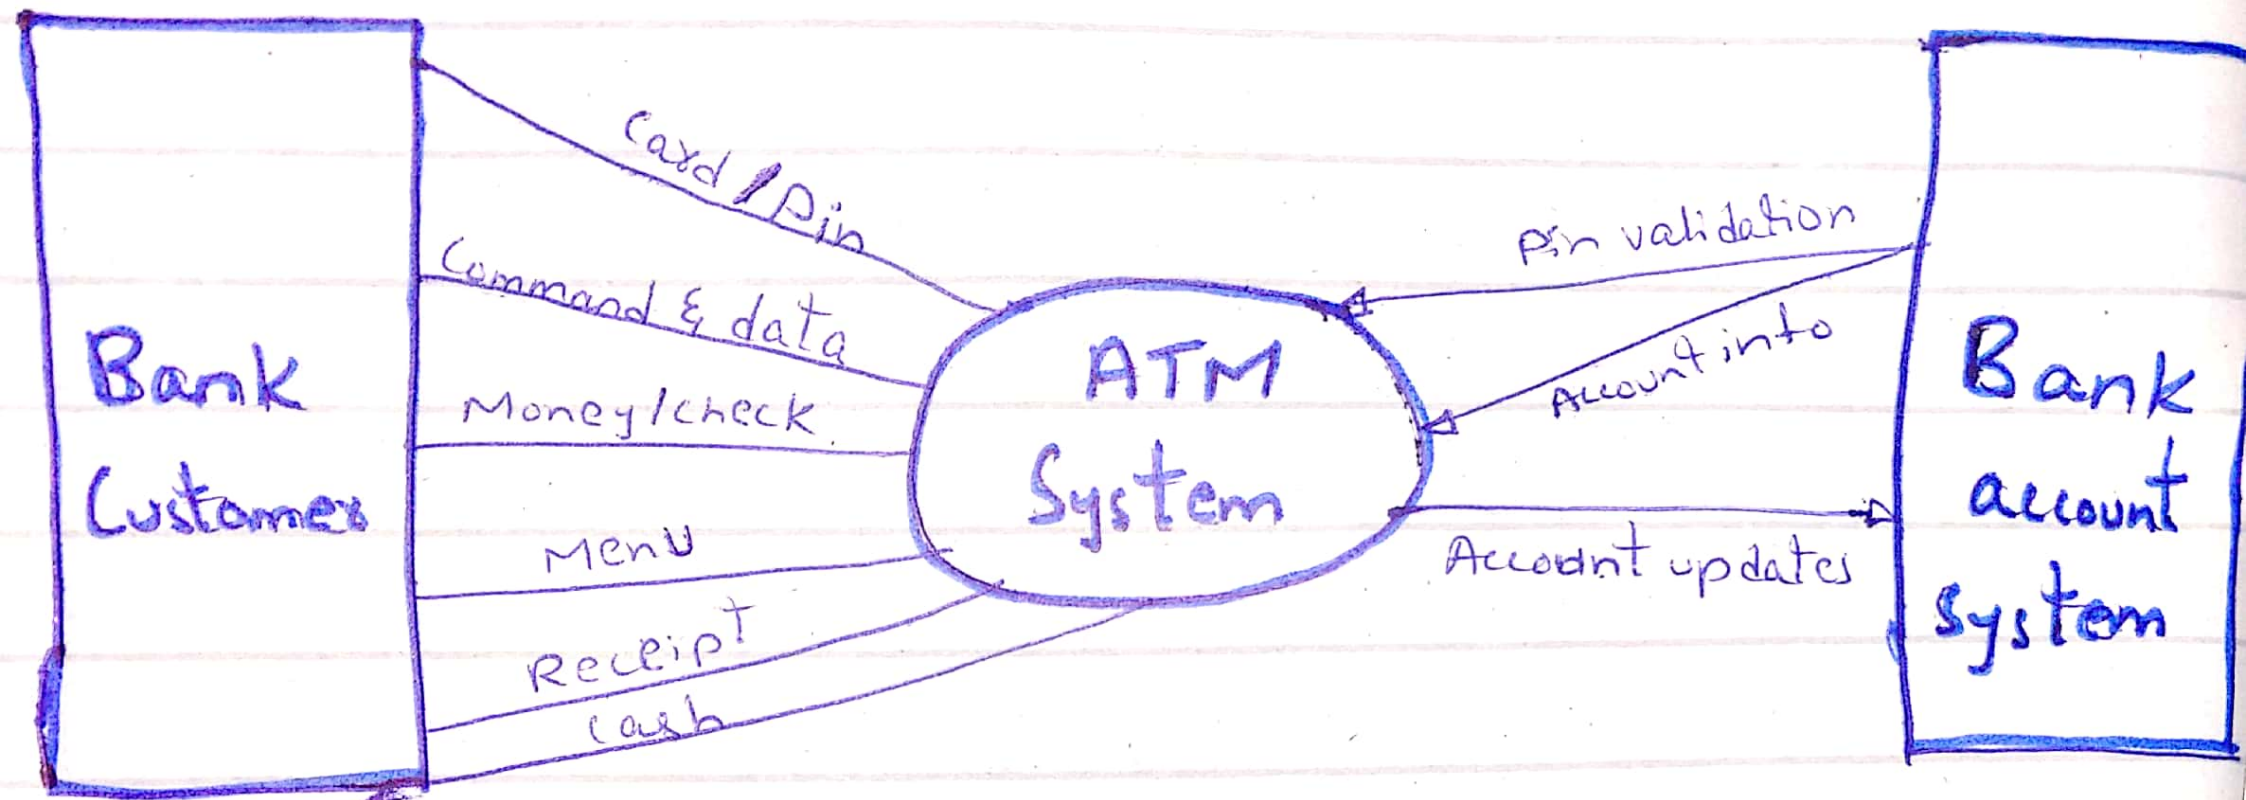 Bank
Customer
Card/Pin
Command & data
Money/check
Menu
Receipt
Cash
ATM
System
Pin validation
Account info
Account updates
Bank
account
system